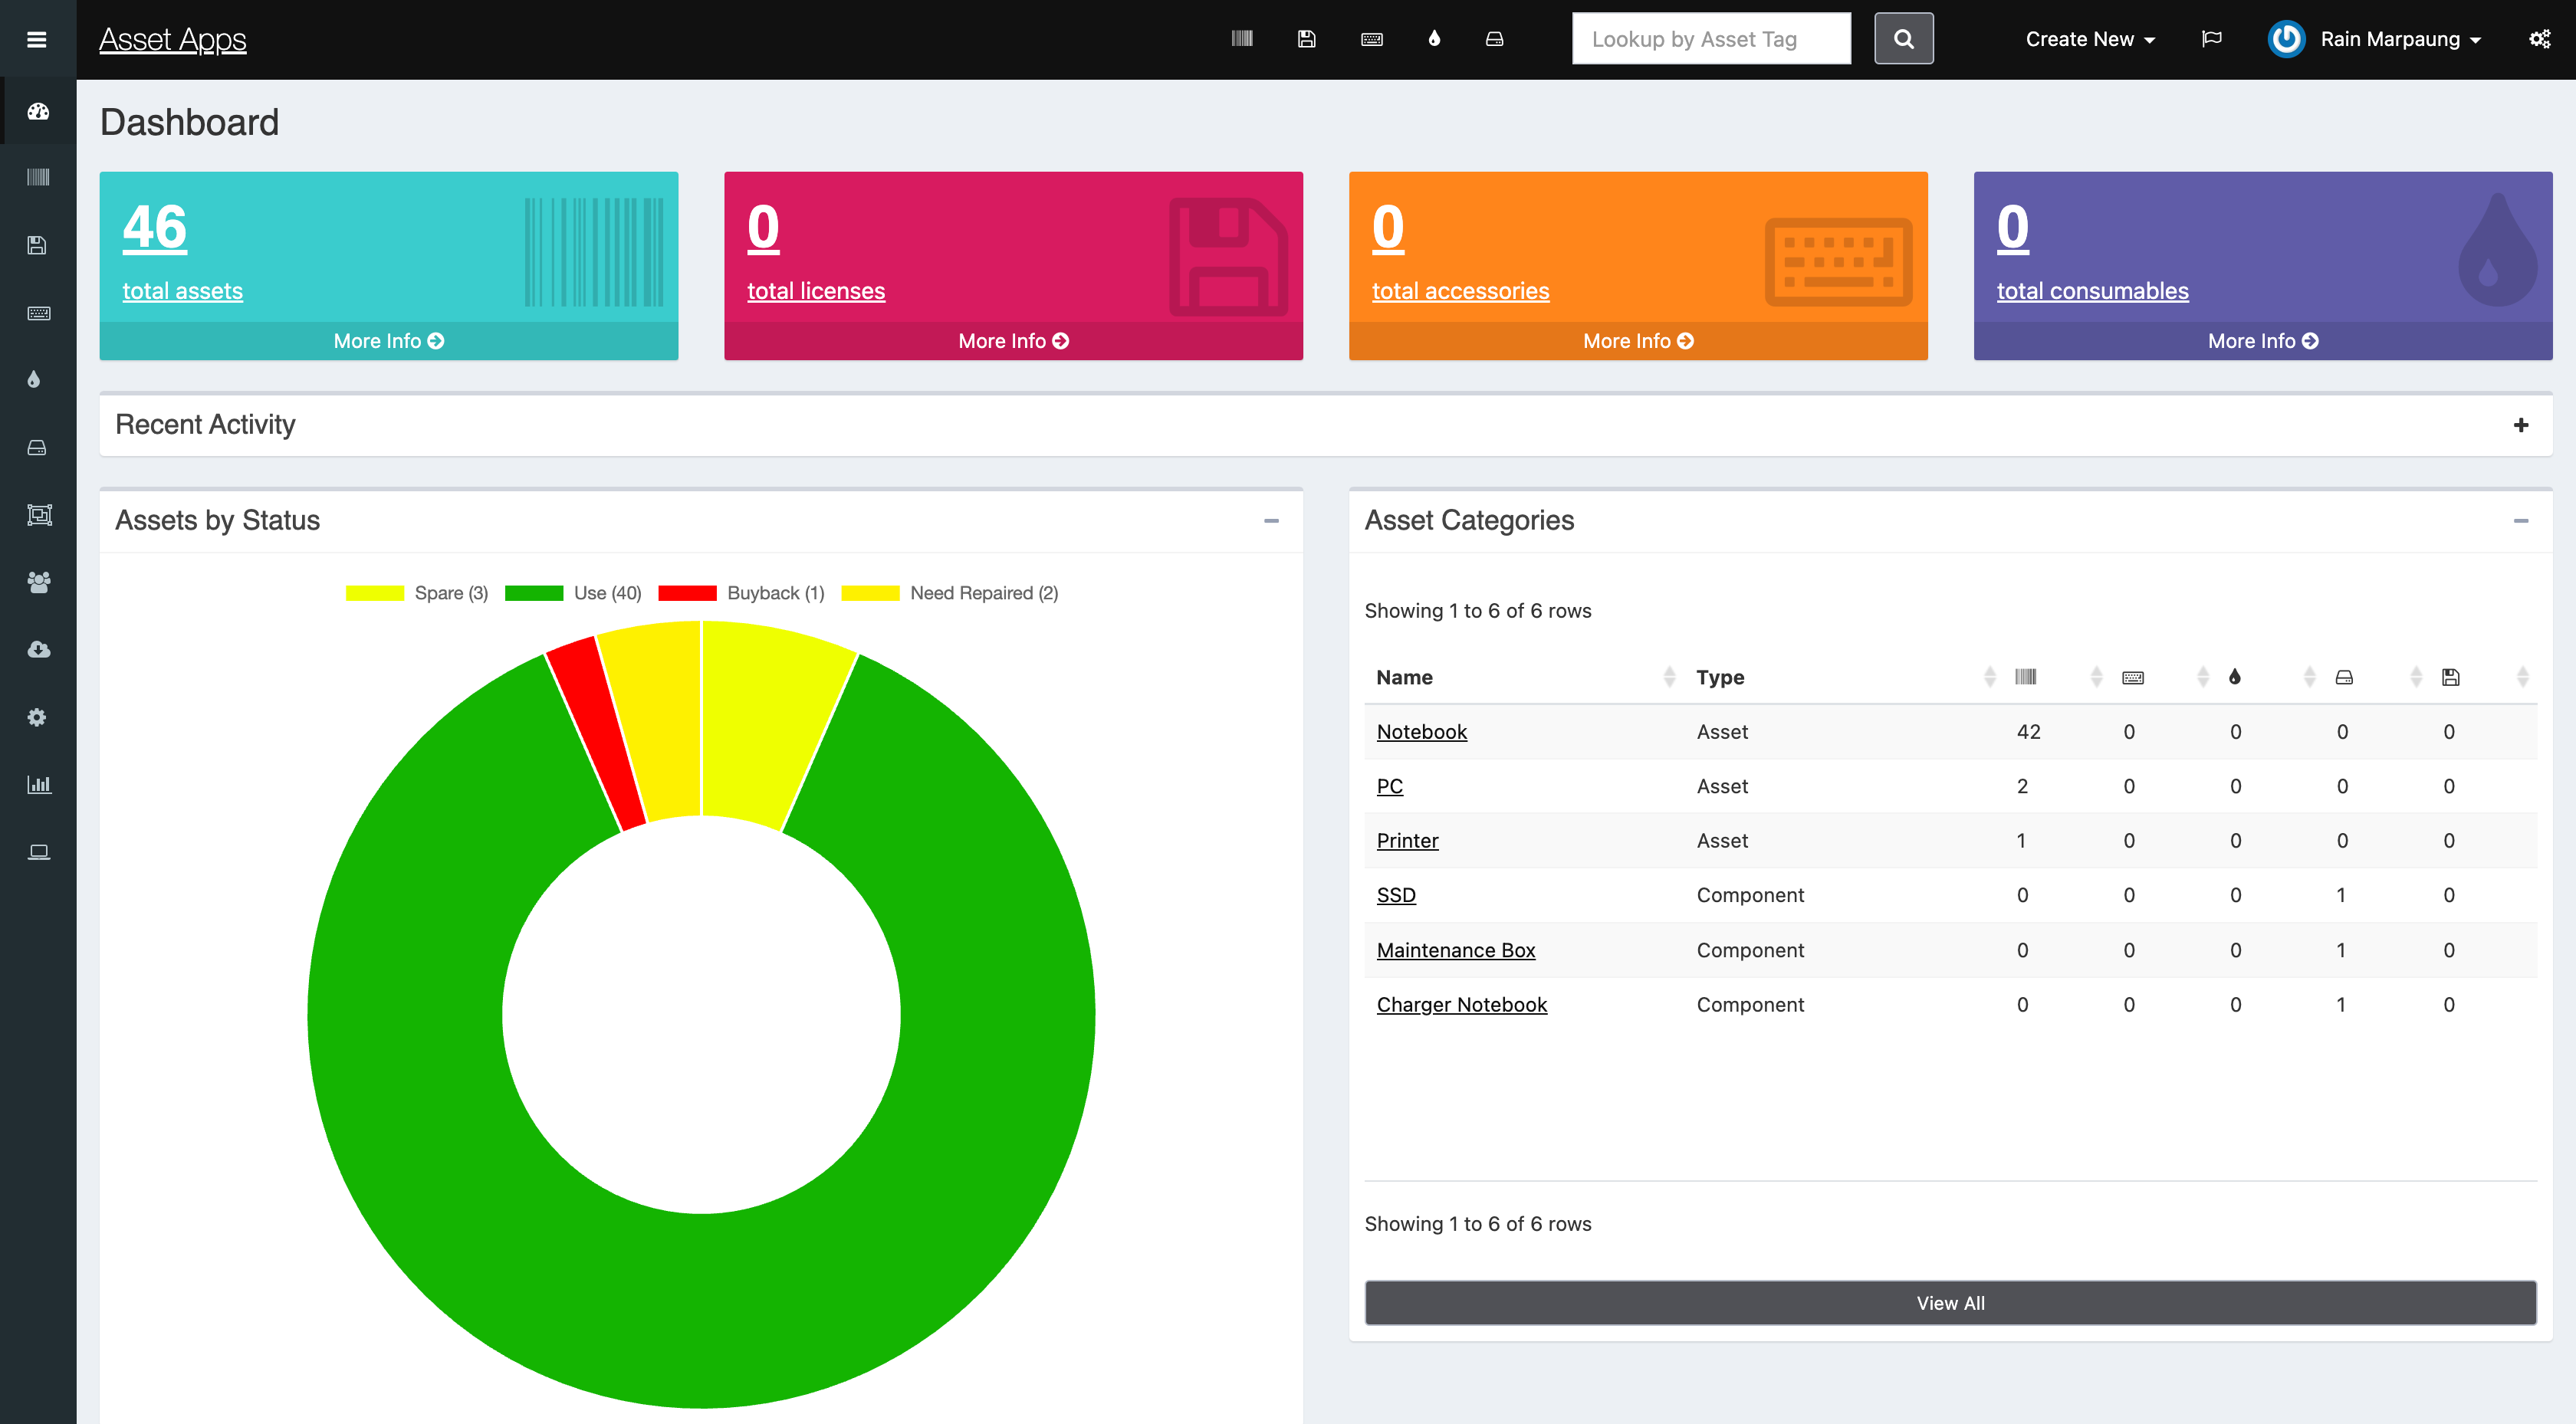 Asset Apps
Lookup by Asset Tag
Create New
Rain Marpaung
Dashboard
46
total assets
More Info
0
total licenses
More Info
0
total accessories
More Info
0
total consumables
More Info
Recent Activity
Assets by Status
Spare (3) Use (40) Buyback (1) Need Repaired (2)
Asset Categories
Showing 1 to 6 of 6 rows
Name Type
Notebook Asset 42 0 0 0 0
PC Asset 2 0 0 0 0
Printer Asset 1 0 0 0 0
SSD Component 0 0 0 1 0
Maintenance Box Component 0 0 0 1 0
Charger Notebook Component 0 0 0 1 0
Showing 1 to 6 of 6 rows
View All